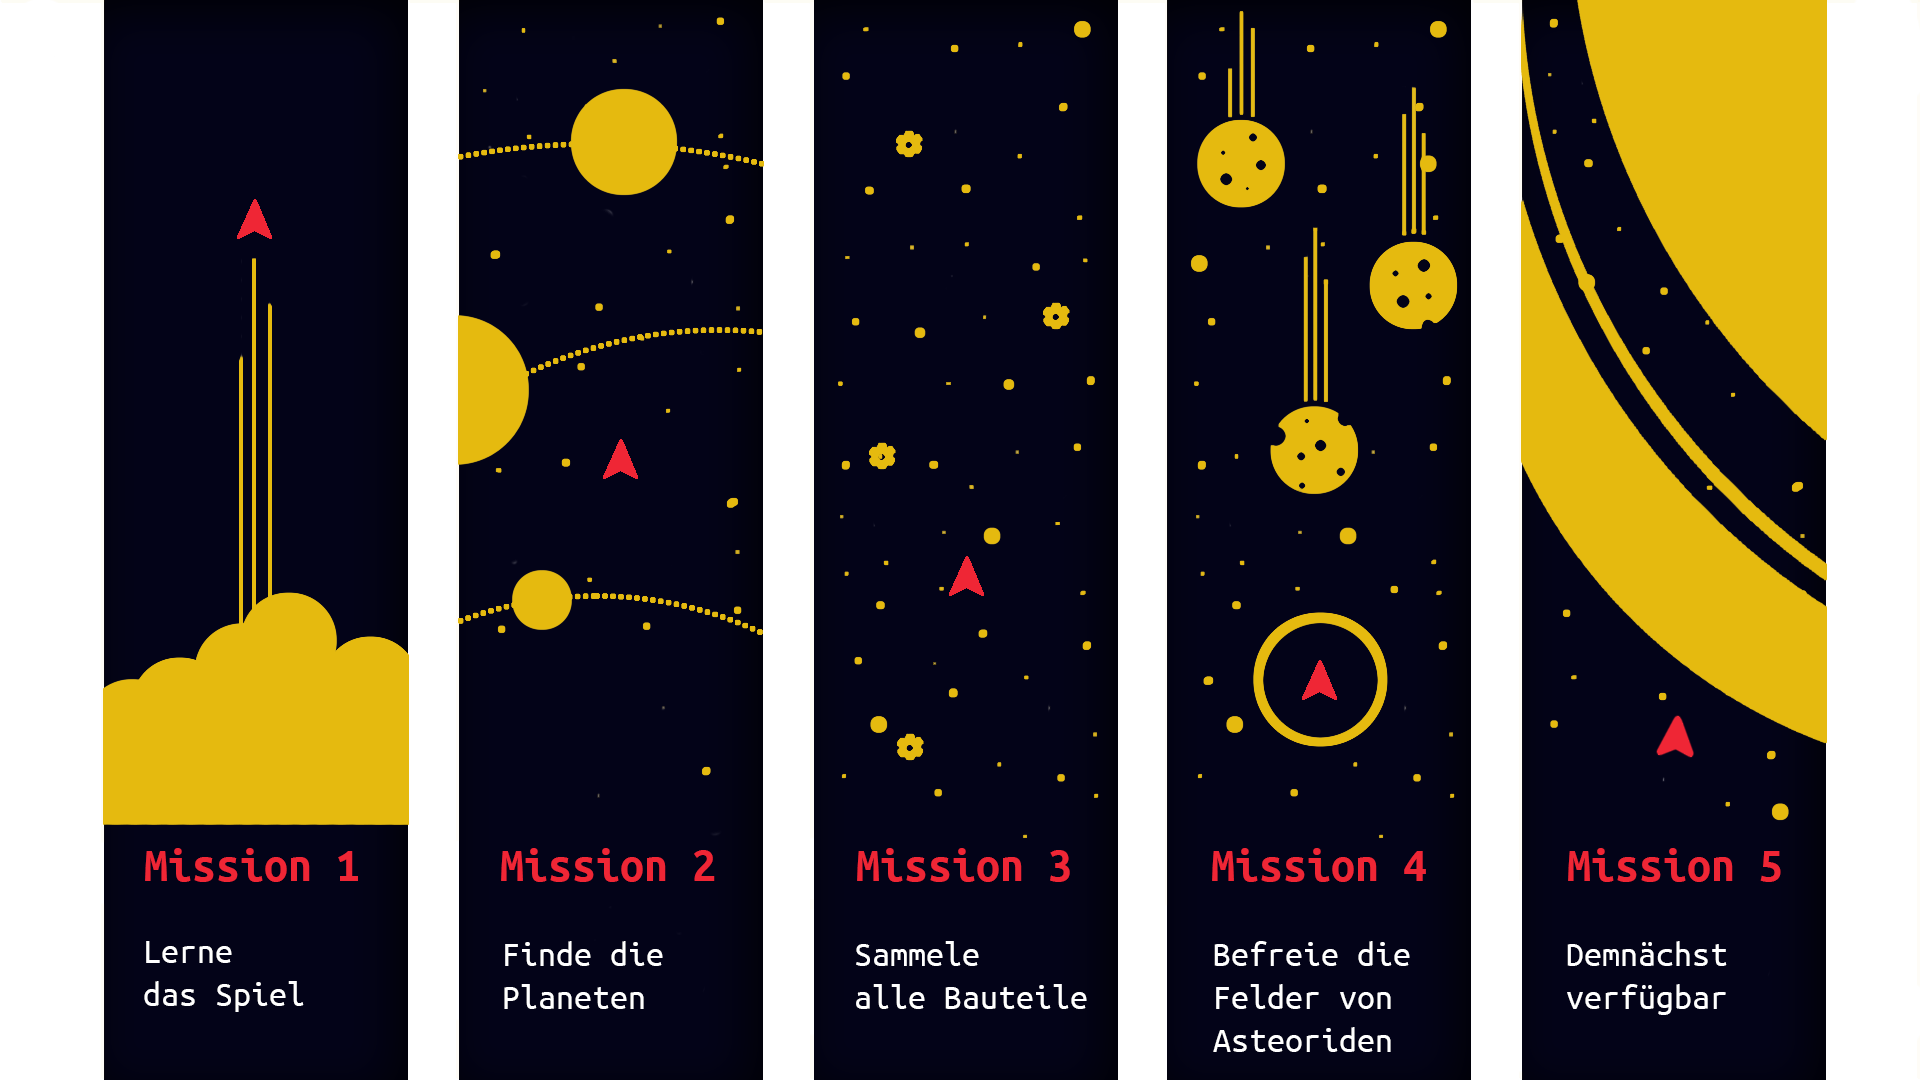 Mission 1
Lerne
das Spiel
Mission 2
Finde die
Planeten
Mission 3
Sammele
alle Bauteile
Mission 4
Befreie die
Felder von
Asteoriden
Mission 5
Demnächst
verfügbar